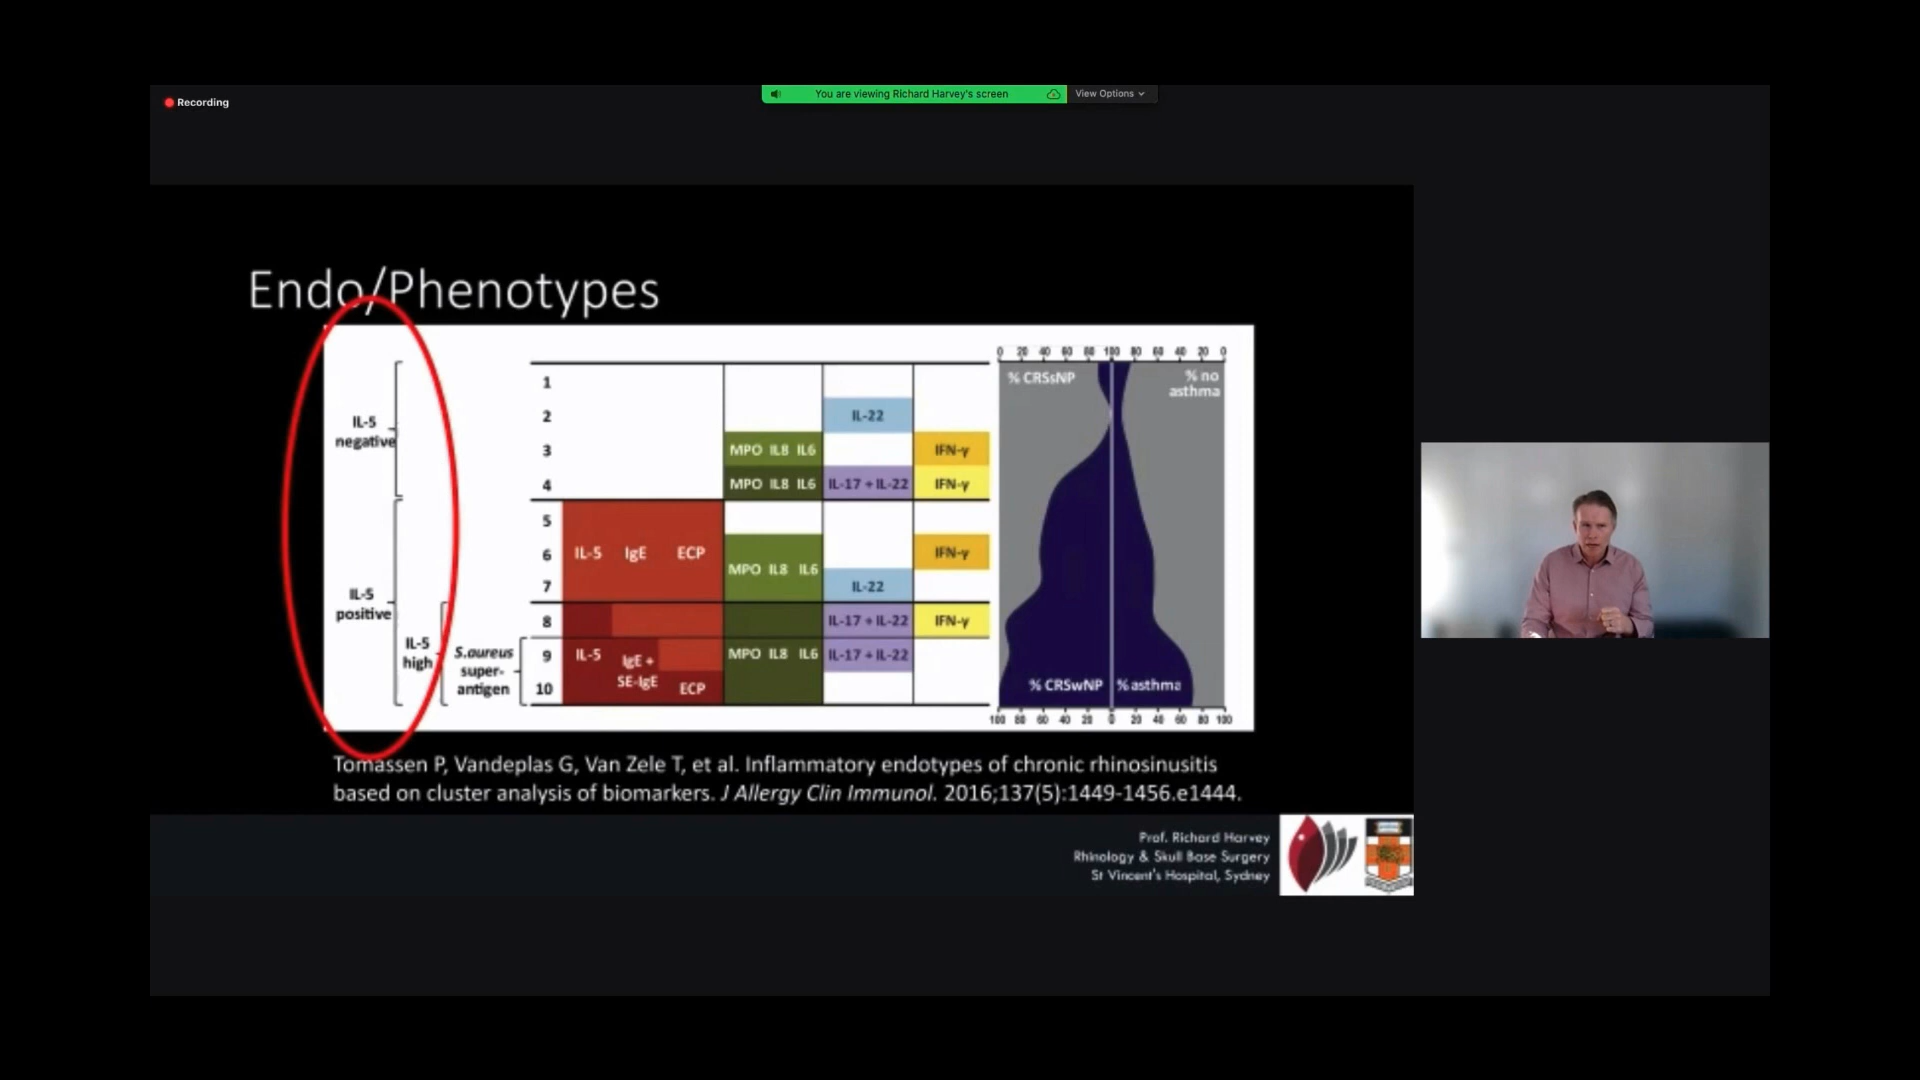 Recording
You are viewing Richard Harvey's screen
View Options
Endo/Phenotypes
IL-5
negative
IL-5
positive
IL-5
high
S.aureus
super-
antigen
1
2 IL-22
3 MPO IL8 IL6 IFN-γ
4 MPO IL8 IL6 IL-17 + IL-22 IFN-γ
5
6 IL-5 IgE ECP IFN-γ
MPO IL8 IL6
7 IL-22
8 IL-17 + IL-22 IFN-γ
9 IL-5 MPO IL8 IL6 IL-17 + IL-22
IgE +
SE-IgE
10 ECP
0 20 40 60 80 100 80 60 40 20 0
% CRSsNP
% no
asthma
% CRSwNP
% asthma
100 80 60 40 20 0 20 40 60 80 100
Tomassen P, Vandeplas G, Van Zele T, et al. Inflammatory endotypes of chronic rhinosinusitis
based on cluster analysis of biomarkers. J Allergy Clin Immunol. 2016;137(5):1449-1456.e1444.
Prof. Richard Harvey
Rhinology & Skull Base Surgery
St Vincent's Hospital, Sydney